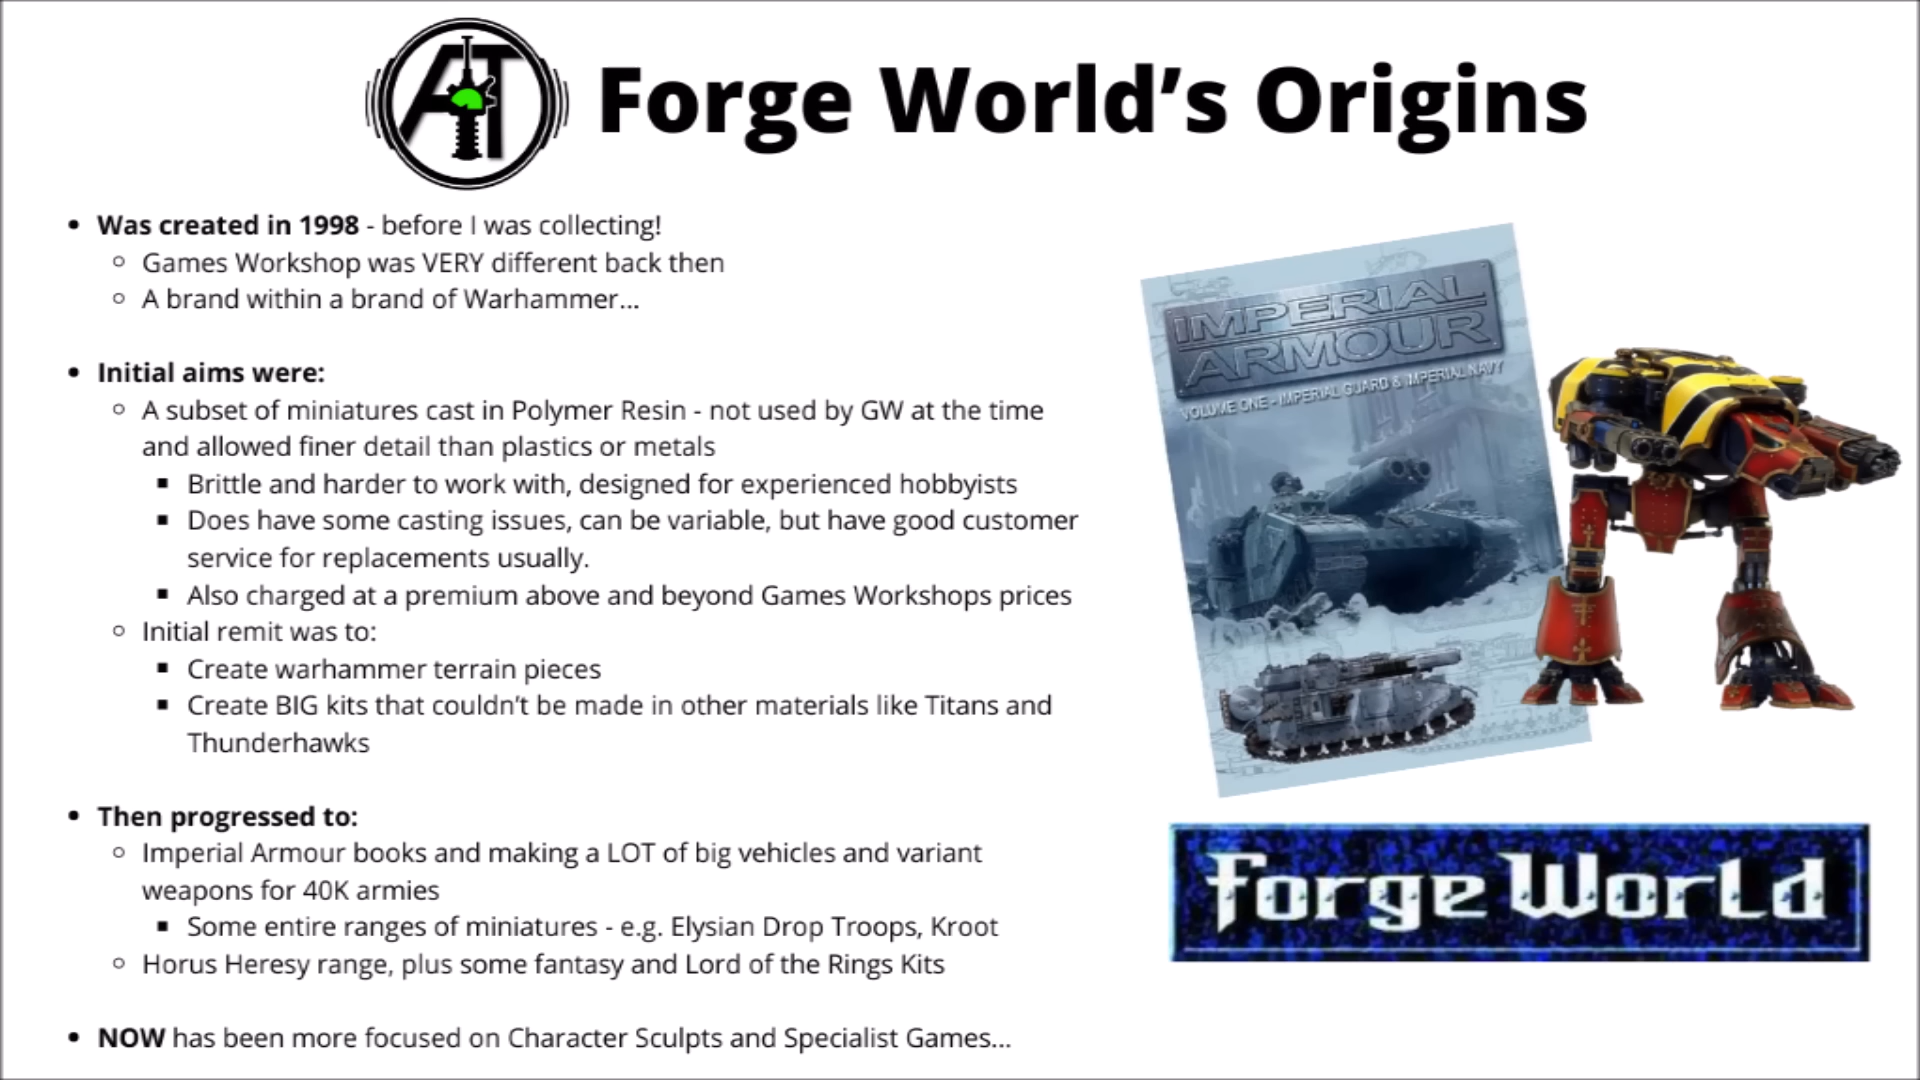 AT
Forge World’s Origins
• Was created in 1998 - before I was collecting!
○ Games Workshop was VERY different back then
○ A brand within a brand of Warhammer...
• Initial aims were:
○ A subset of miniatures cast in Polymer Resin - not used by GW at the time
and allowed finer detail than plastics or metals
▪ Brittle and harder to work with, designed for experienced hobbyists
▪ Does have some casting issues, can be variable, but have good customer
service for replacements usually.
▪ Also charged at a premium above and beyond Games Workshops prices
○ Initial remit was to:
▪ Create warhammer terrain pieces
▪ Create BIG kits that couldn’t be made in other materials like Titans and
Thunderhawks
• Then progressed to:
○ Imperial Armour books and making a LOT of big vehicles and variant
weapons for 40K armies
▪ Some entire ranges of miniatures - e.g. Elysian Drop Troops, Kroot
○ Horus Heresy range, plus some fantasy and Lord of the Rings Kits
• NOW has been more focused on Character Sculpts and Specialist Games...
IMPERIAL
ARMOUR
VOLUME ONE - IMPERIAL GUARD & IMPERIAL NAVY
Forge World